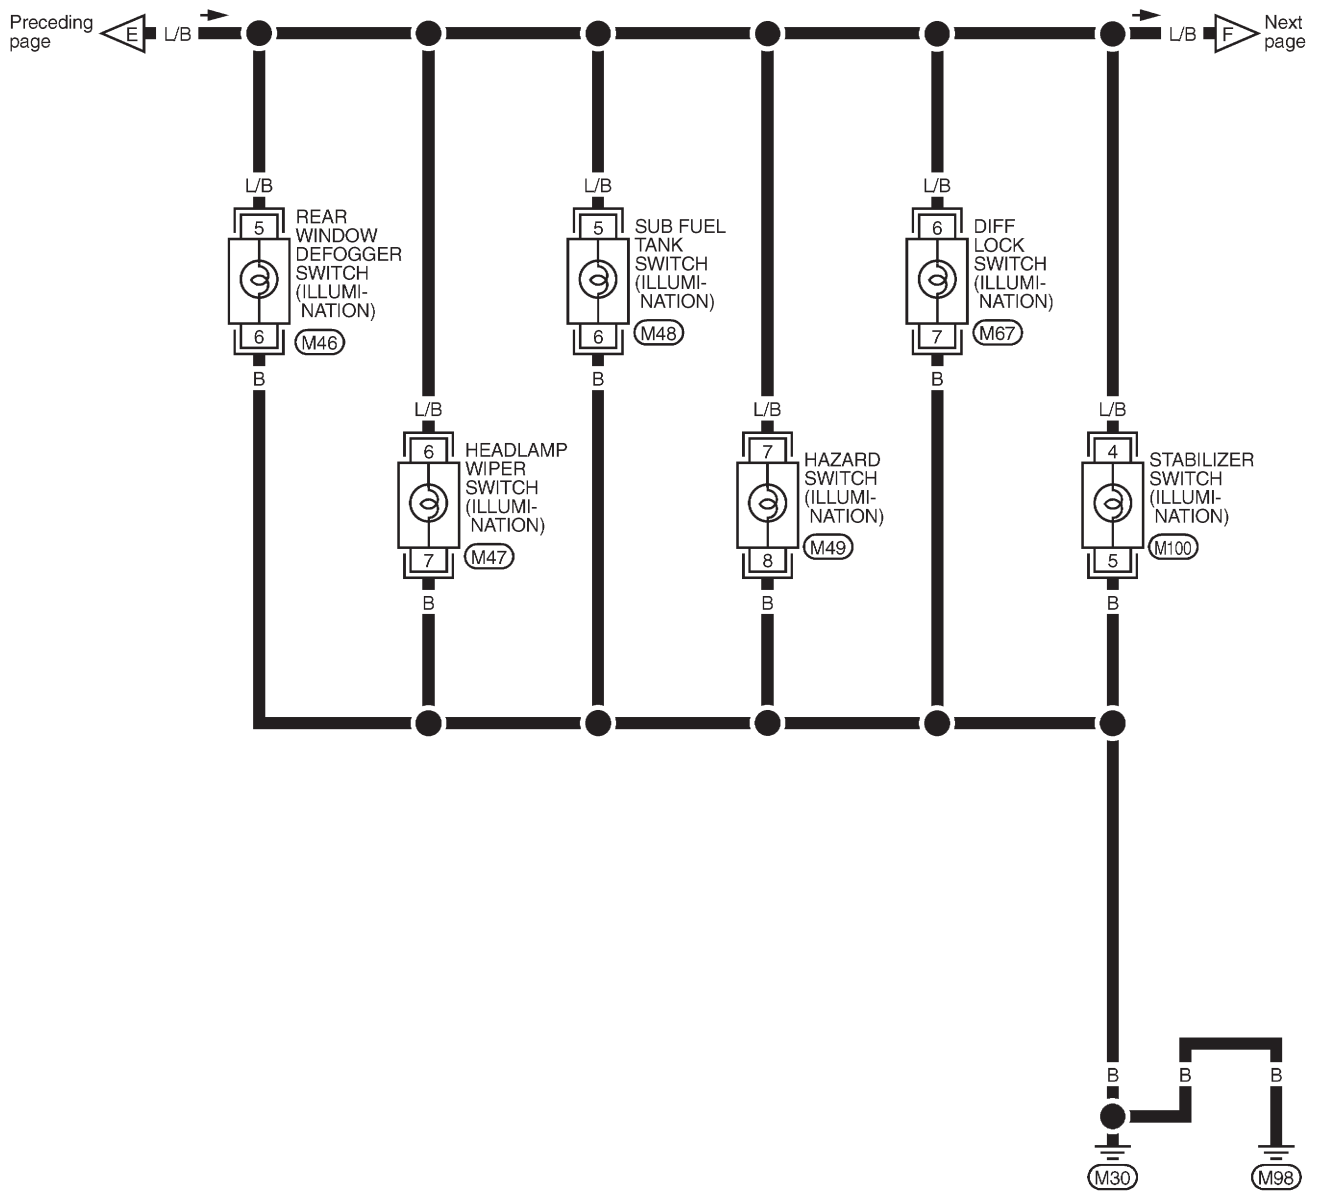 Preceding
page
E
L/B
L/B
F
Next
page
L/B
L/B
L/B
5
REAR
WINDOW
DEFOGGER
SWITCH
(ILLUMI-
NATION)
6
M46
B
5
SUB FUEL
TANK
SWITCH
(ILLUMI-
NATION)
6
M48
B
6
DIFF
LOCK
SWITCH
(ILLUMI-
NATION)
7
M67
B
L/B
L/B
L/B
6
HEADLAMP
WIPER
SWITCH
(ILLUMI-
NATION)
7
M47
B
7
HAZARD
SWITCH
(ILLUMI-
NATION)
8
M49
B
4
STABILIZER
SWITCH
(ILLUMI-
NATION)
5
M100
B
B
B
B
M30
M98